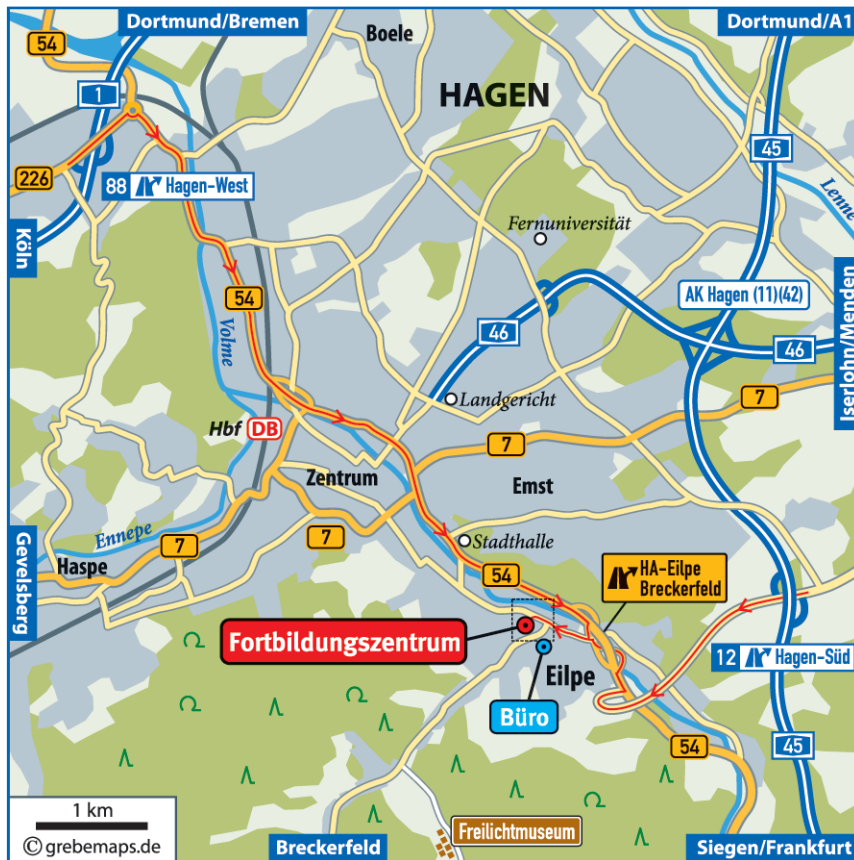 Dortmund/Bremen
Dortmund/A1
54
Boele
HAGEN
1
45
226
88 Hagen-West
Lenne
Köln
Fernuniversität
54
Volme
AK Hagen (11)(42)
46
46
Iserlohn/Menden
Landgericht
7
Hbf DB
7
Zentrum
Emst
Ennepe
7
7
Stadthalle
Haspe
Gevelsberg
54
HA-Eilpe
Breckerfeld
Fortbildungszentrum
12 Hagen-Süd
Eilpe
Büro
54
45
1 km
© grebemaps.de
Freilichtmuseum
Breckerfeld
Siegen/Frankfurt